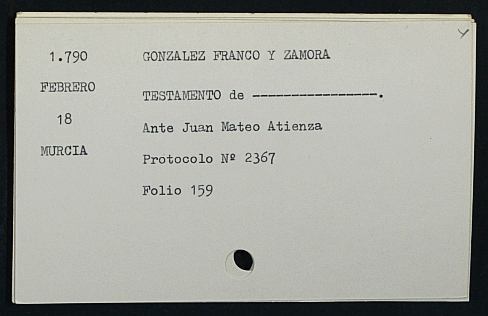 1.790 GONZALEZ FRANCO Y ZAMORA
FEBRERO TESTAMENTO de ----------------.
18 Ante Juan Mateo Atienza
MURCIA Protocolo Nº 2367
Folio 159